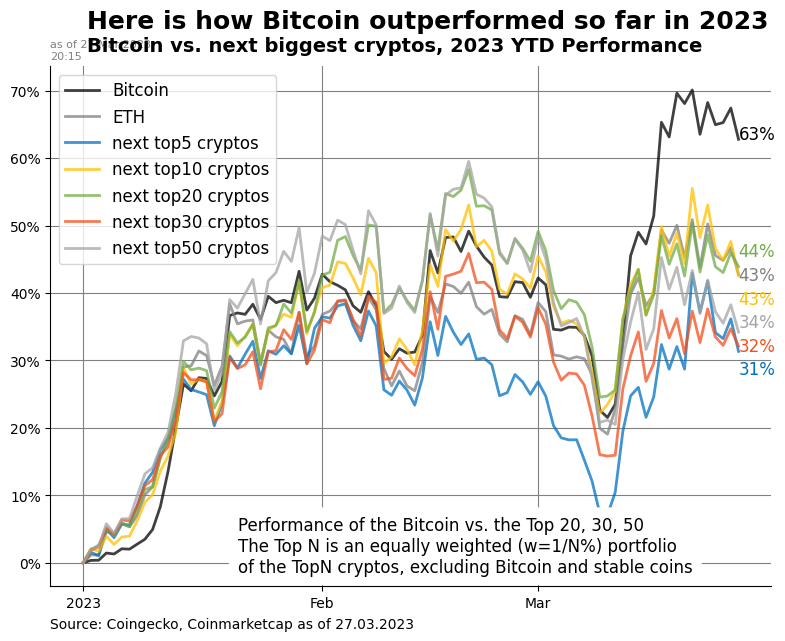 Here is how Bitcoin outperformed so far in 2023
Bitcoin vs. next biggest cryptos, 2023 YTD Performance
as of 2
20:15
Bitcoin
ETH
next top5 cryptos
next top10 cryptos
next top20 cryptos
next top30 cryptos
next top50 cryptos
70%
60%
50%
40%
30%
20%
10%
0%
63%
46%
43%
43%
34%
32%
31%
Performance of the Bitcoin vs. the Top 20, 30, 50
The Top N is an equally weighted (w=1/N%) portfolio
of the TopN cryptos, excluding Bitcoin and stable coins
2023
Feb
Mar
Source: Coingecko, Coinmarketcap as of 27.03.2023